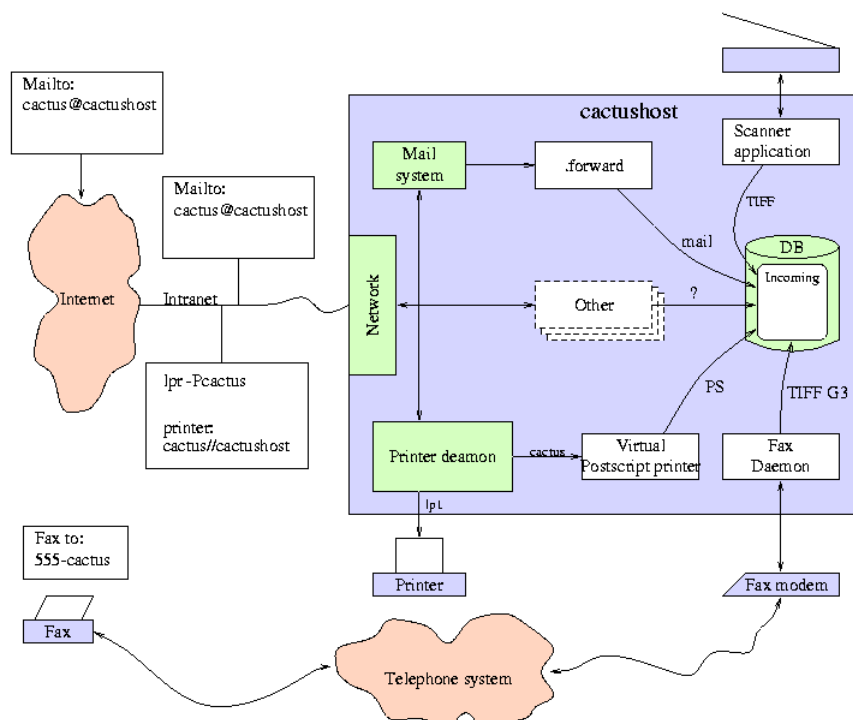 Mailto:
cactus@cactushost
Mailto:
cactus@cactushost
Internet
Intranet
lpr -Pcactus
printer:
cactus//cactushost
Fax to:
555-cactus
Fax
cactushost
Mail
system
.forward
Scanner
application
TIFF
mail
DB
Incoming
Network
Other
?
PS
TIFF G3
Printer deamon
cactus
Virtual
Postscript printer
Fax
Daemon
lp1
Printer
Fax modem
Telephone system